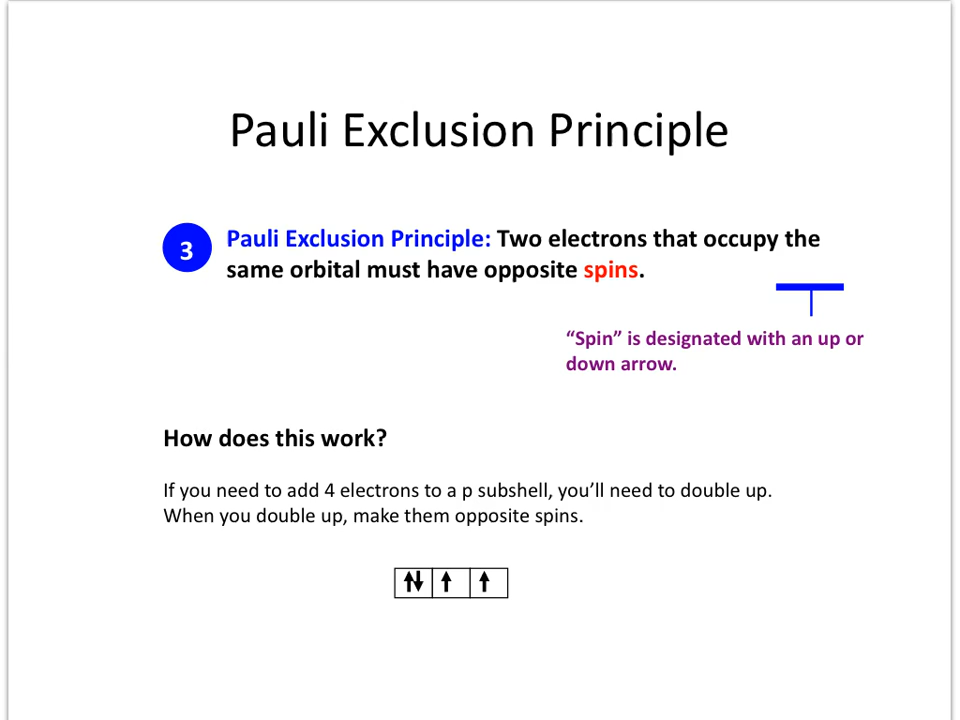 Pauli Exclusion Principle
3
Pauli Exclusion Principle: Two electrons that occupy the
same orbital must have opposite spins.
“Spin” is designated with an up or
down arrow.
How does this work?
If you need to add 4 electrons to a p subshell, you’ll need to double up.
When you double up, make them opposite spins.